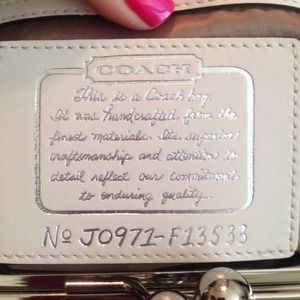 COACH
This is a Coach bag.
It was handcrafted from the
finest materials. Its superior
craftsmanship and attention to
detail reflect our commitment
to enduring quality.
No J0971-F13533